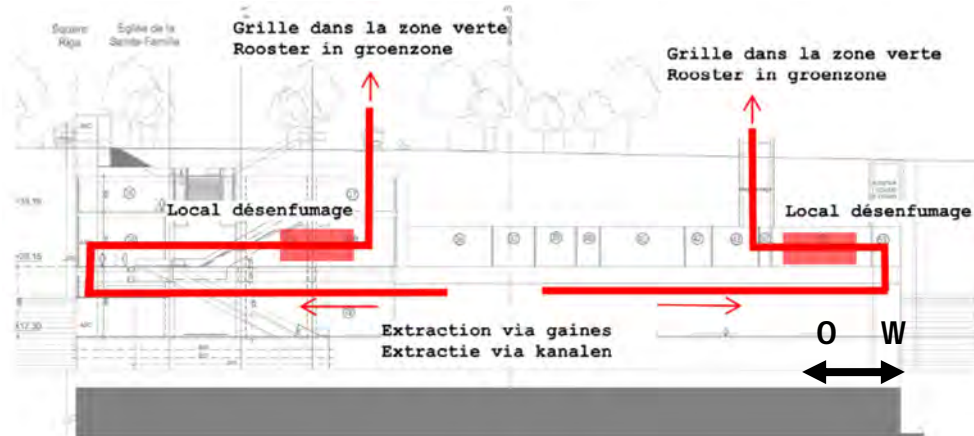 Square
Riga
Eglise de la
Sainte-Famille
Grille dans la zone verte
Rooster in groenzone
Grille dans la zone verte
Rooster in groenzone
Local désenfumage
Local désenfumage
Extraction via gaines
Extractie via kanalen
O W